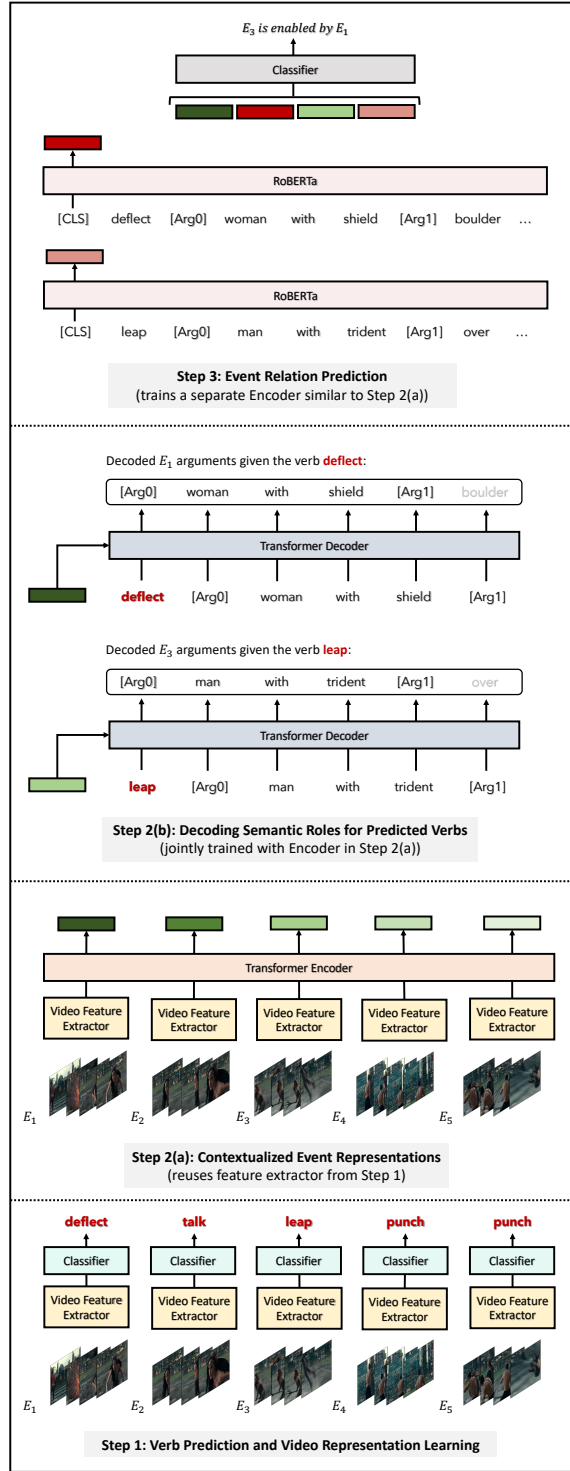 E₃ is enabled by E₁
Classifier
RoBERTa
[CLS] deflect [Arg0] woman with shield [Arg1] boulder ...
RoBERTa
[CLS] leap [Arg0] man with trident [Arg1] over ...
Step 3: Event Relation Prediction
(trains a separate Encoder similar to Step 2(a))
Decoded E₁ arguments given the verb deflect:
[Arg0] woman with shield [Arg1] boulder
Transformer Decoder
deflect [Arg0] woman with shield [Arg1]
Decoded E₃ arguments given the verb leap:
[Arg0] man with trident [Arg1] over
Transformer Decoder
leap [Arg0] man with trident [Arg1]
Step 2(b): Decoding Semantic Roles for Predicted Verbs
(jointly trained with Encoder in Step 2(a))
Transformer Encoder
Video Feature Extractor Video Feature Extractor Video Feature Extractor Video Feature Extractor Video Feature Extractor
E₁ E₂ E₃ E₄ E₅
Step 2(a): Contextualized Event Representations
(reuses feature extractor from Step 1)
deflect talk leap punch punch
Classifier Classifier Classifier Classifier Classifier
Video Feature Extractor Video Feature Extractor Video Feature Extractor Video Feature Extractor Video Feature Extractor
E₁ E₂ E₃ E₄ E₅
Step 1: Verb Prediction and Video Representation Learning